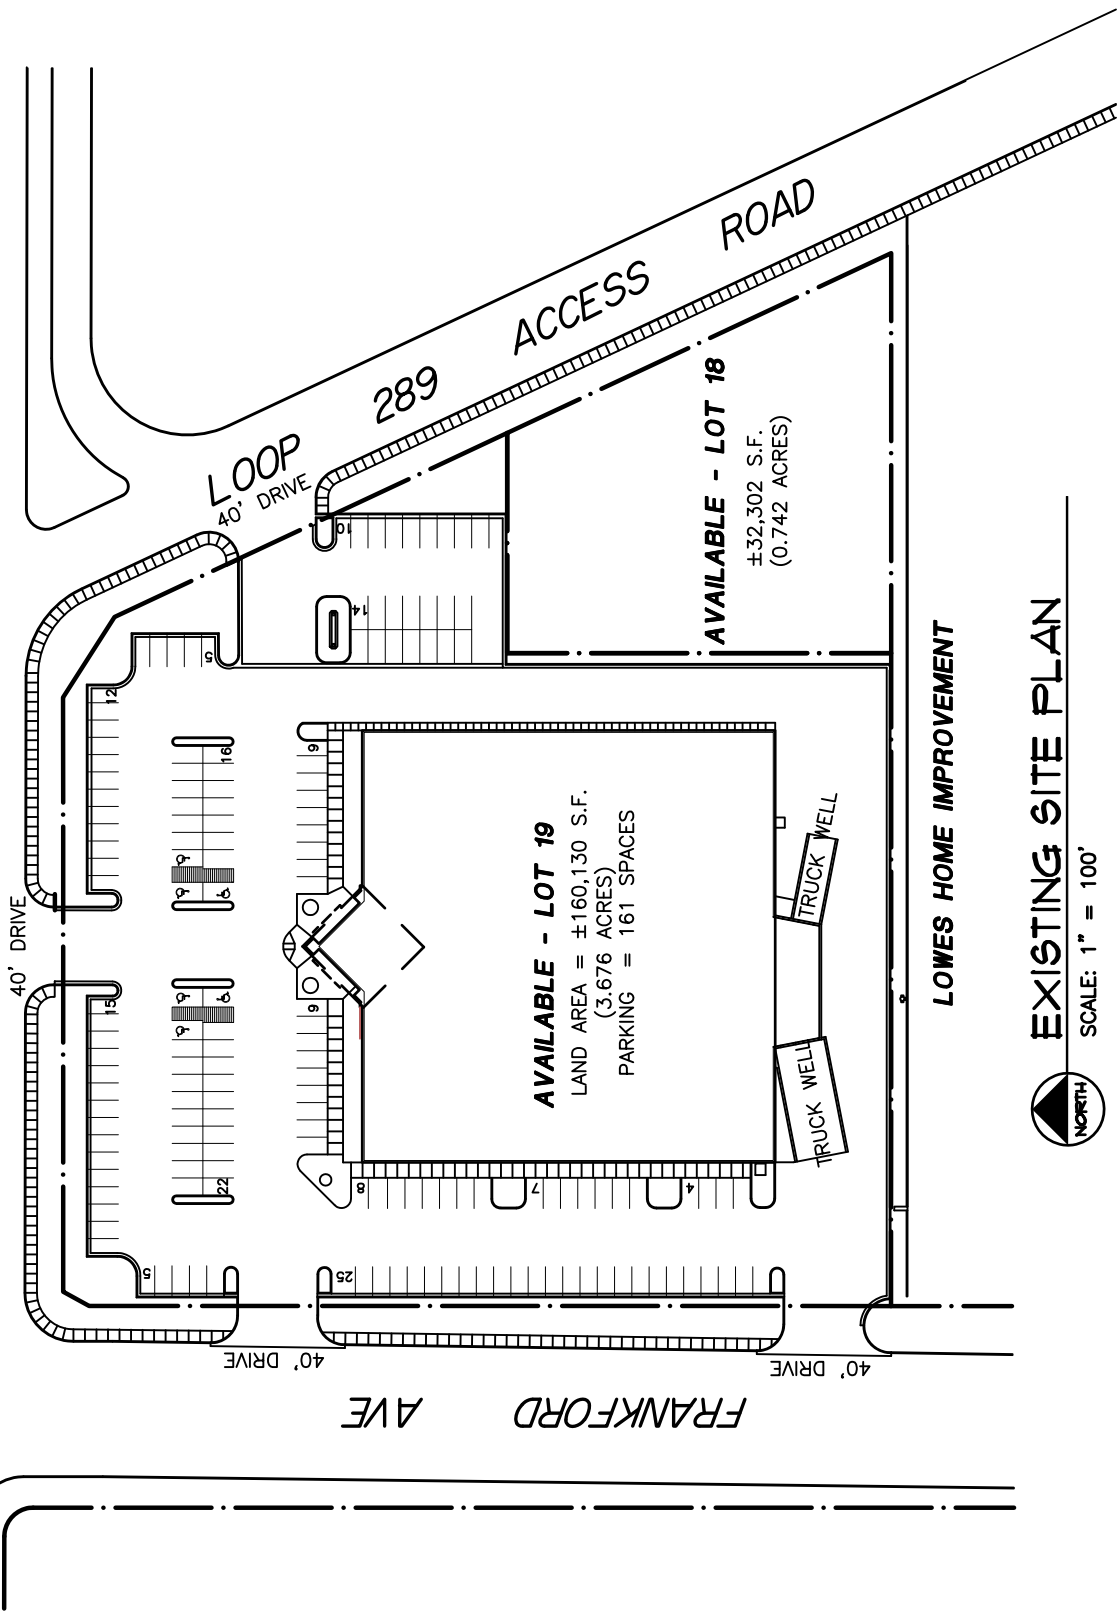 LOOP 289 ACCESS ROAD
40' DRIVE
10
14
5
12
16
9
40' DRIVE
15
9
22
5
8
7
4
25
AVAILABLE - LOT 18
±32,302 S.F.
(0.742 ACRES)
AVAILABLE - LOT 19
LAND AREA = ±160,130 S.F.
(3.676 ACRES)
PARKING = 161 SPACES
TRUCK WELL
TRUCK WELL
LOWES HOME IMPROVEMENT
40' DRIVE
40' DRIVE
FRANKFORD AVE
EXISTING SITE PLAN
SCALE: 1" = 100'
NORTH